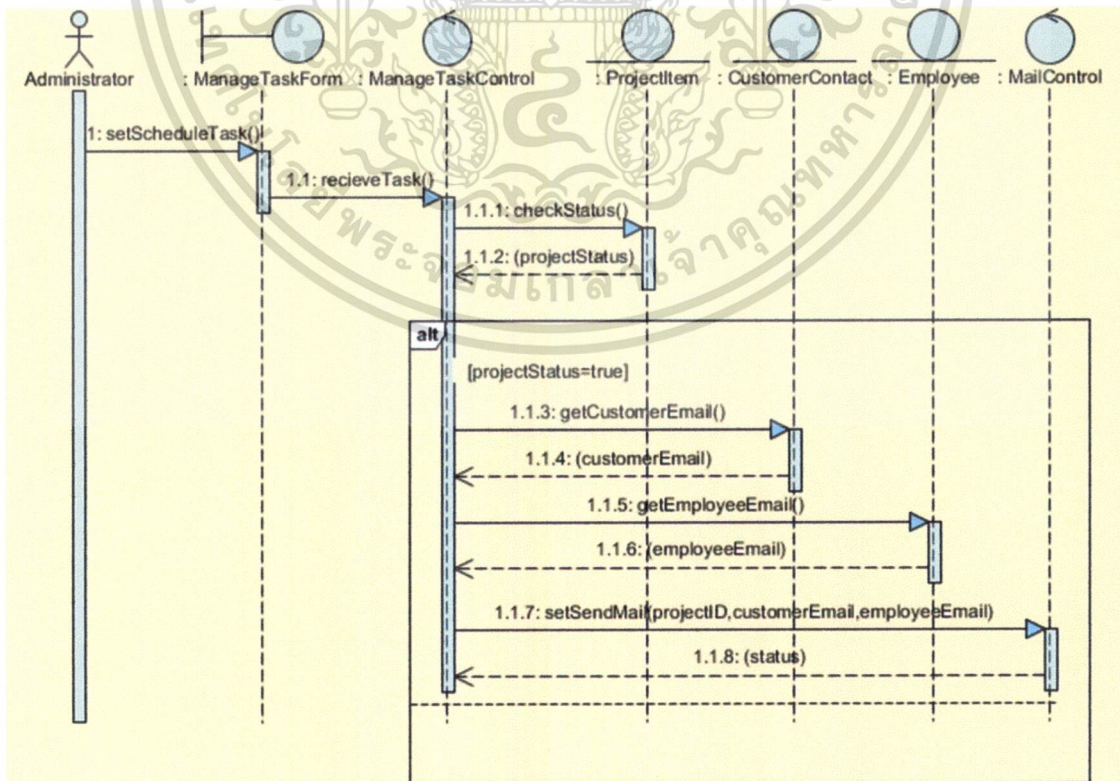 Administrator
: ManageTaskForm
: ManageTaskControl
: ProjectItem
: CustomerContact
: Employee
: MailControl
1: setScheduleTask()
1.1: recieveTask()
1.1.1: checkStatus()
1.1.2: (projectStatus)
alt
[projectStatus=true]
1.1.3: getCustomerEmail()
1.1.4: (customerEmail)
1.1.5: getEmployeeEmail()
1.1.6: (employeeEmail)
1.1.7: setSendMail(projectID,customerEmail,employeeEmail)
1.1.8: (status)